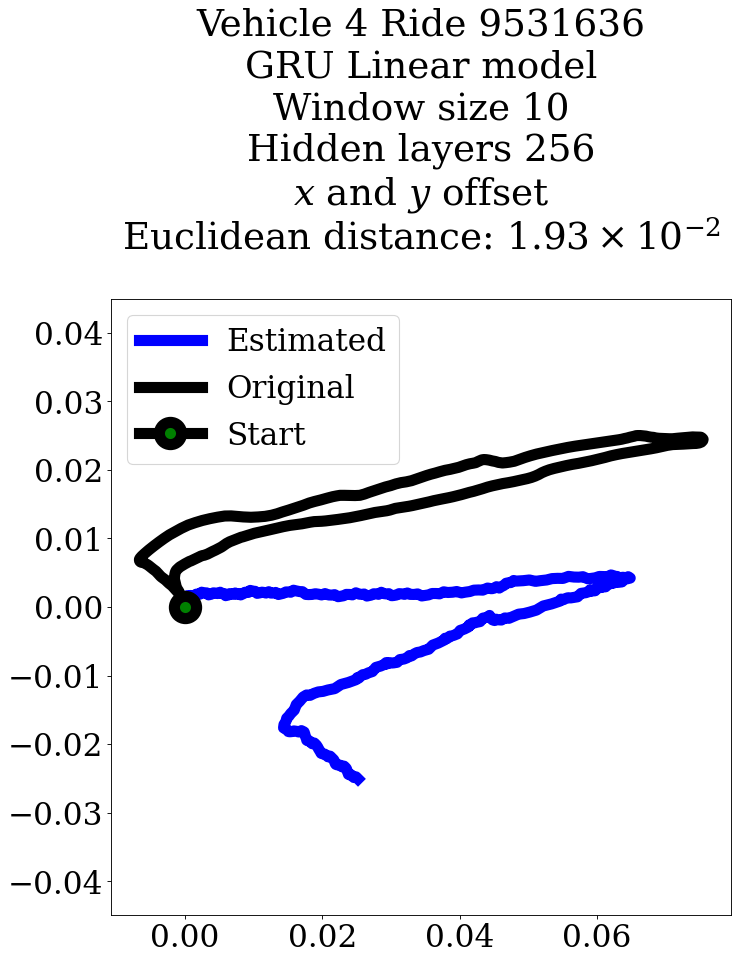 Vehicle 4 Ride 9531636
GRU Linear model
Window size 10
Hidden layers 256
x and y offset
Euclidean distance: 1.93 × 10⁻²
Estimated
Original
Start
0.04
0.03
0.02
0.01
0.00
−0.01
−0.02
−0.03
−0.04
0.00 0.02 0.04 0.06